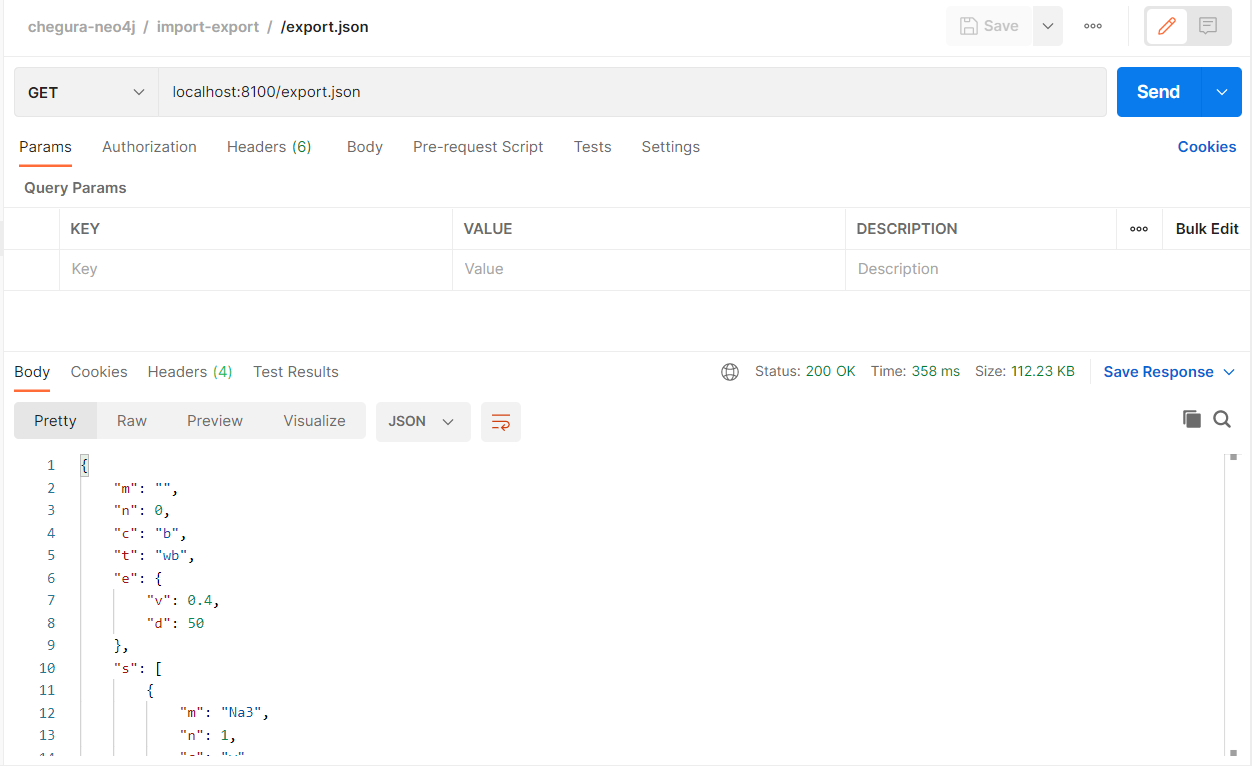 chegura-neo4j / import-export / /export.json Save ooo
GET localhost:8100/export.json Send
Params Authorization Headers (6) Body Pre-request Script Tests Settings Cookies
Query Params
KEY VALUE DESCRIPTION ooo Bulk Edit
Key Value Description
Body Cookies Headers (4) Test Results Status: 200 OK Time: 358 ms Size: 112.23 KB Save Response
Pretty Raw Preview Visualize JSON
1 {
2 "m": "",
3 "n": 0,
4 "c": "b",
5 "t": "wb",
6 "e": {
7 "v": 0.4,
8 "d": 50
9 },
10 "s": [
11 {
12 "m": "Na3",
13 "n": 1,
14